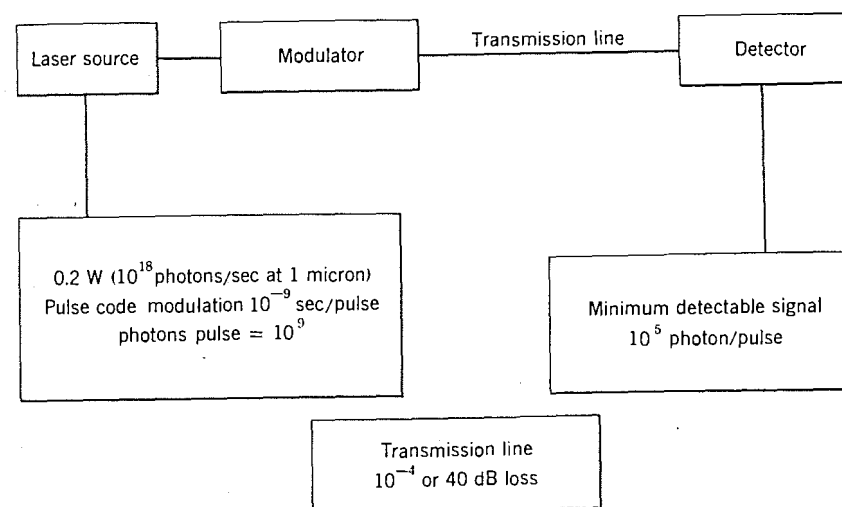 Laser source
Modulator
Transmission line
Detector
0.2 W (10^18 photons/sec at 1 micron)
Pulse code modulation 10^−9 sec/pulse
photons pulse = 10^9
Minimum detectable signal
10^5 photon/pulse
Transmission line
10^−4 or 40 dB loss